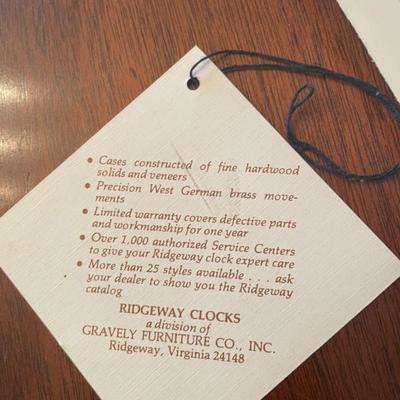 • Cases constructed of fine hardwood
solids and veneers
• Precision West German brass move-
ments
• Limited warranty covers defective parts
and workmanship for one year
• Over 1,000 authorized Service Centers
to give your Ridgeway clock expert care
• More than 25 styles available . . . ask
your dealer to show you the Ridgeway
catalog
RIDGEWAY CLOCKS
a division of
GRAVELY FURNITURE CO., INC.
Ridgeway, Virginia 24148